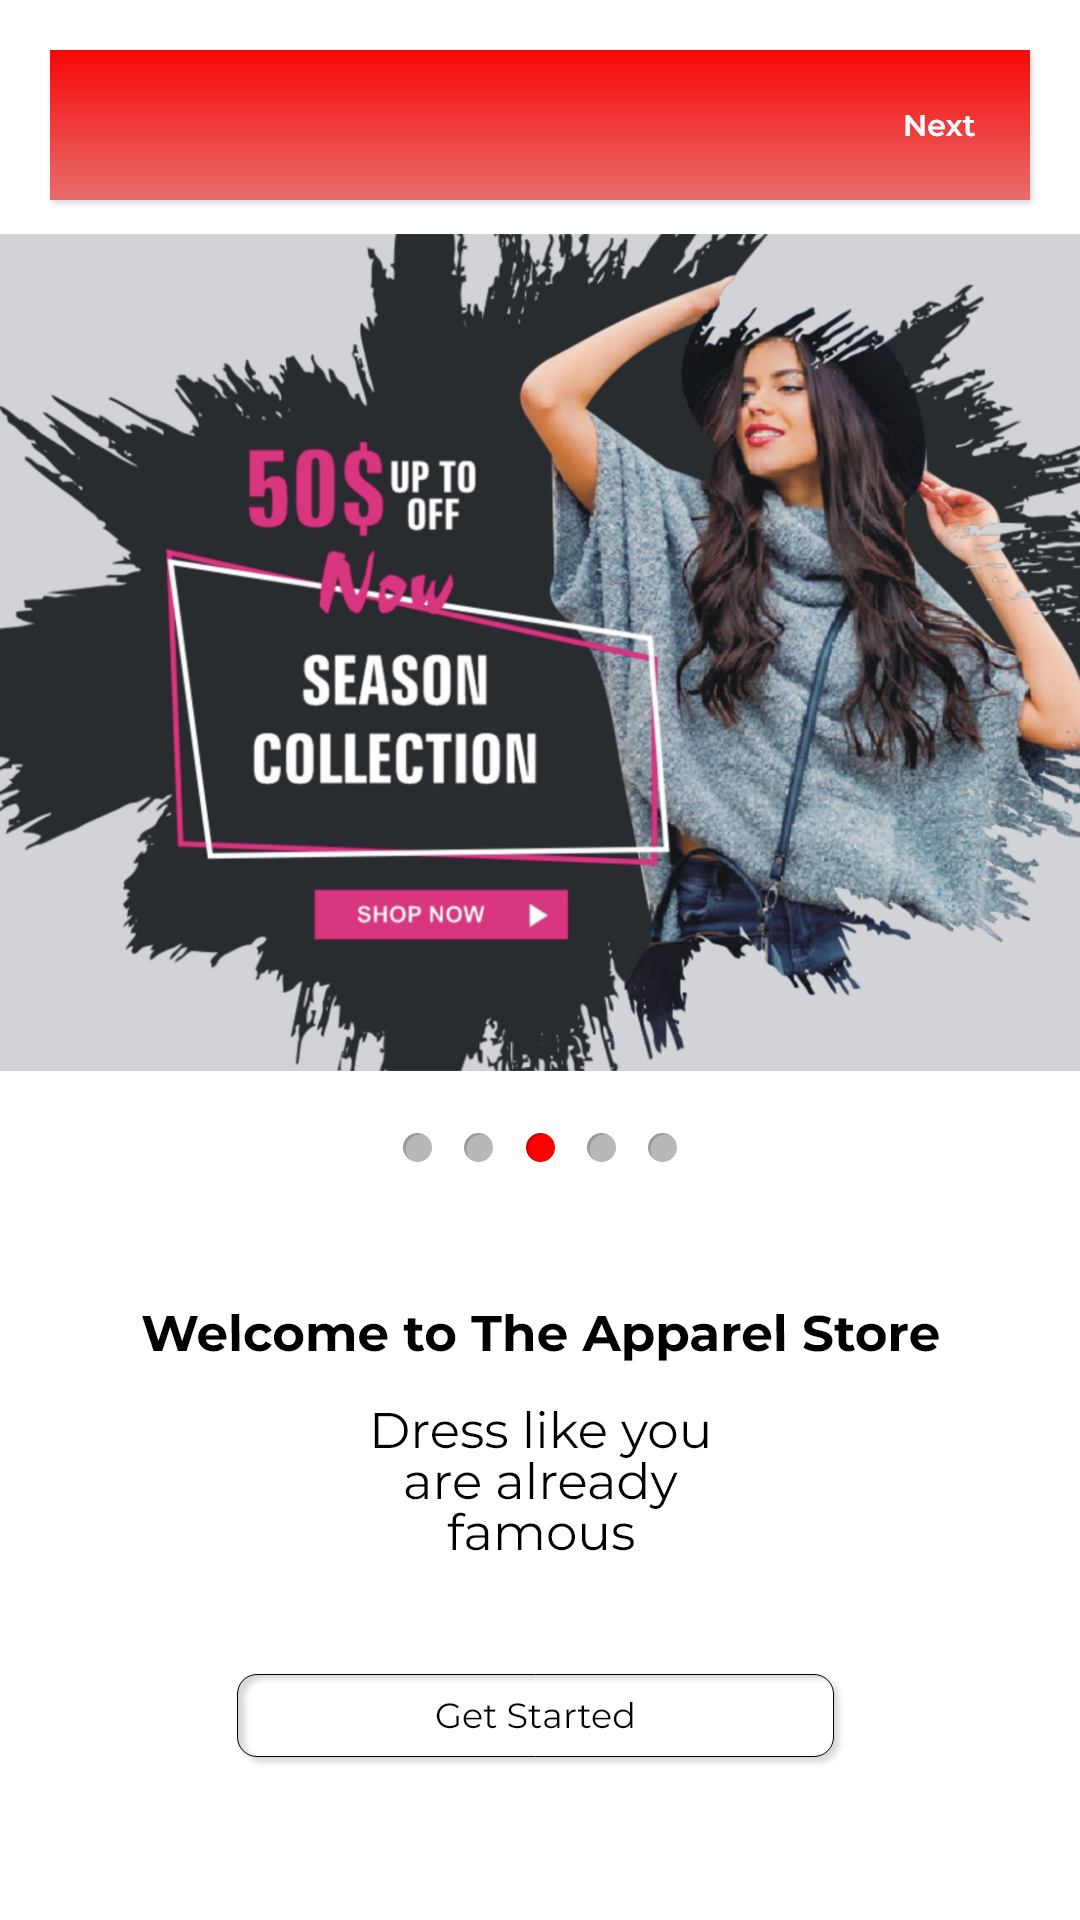 Next
50$ UP TO
OFF
Now
SEASON
COLLECTION
SHOP NOW
Welcome to The Apparel Store
Dress like you
are already
famous
Get Started